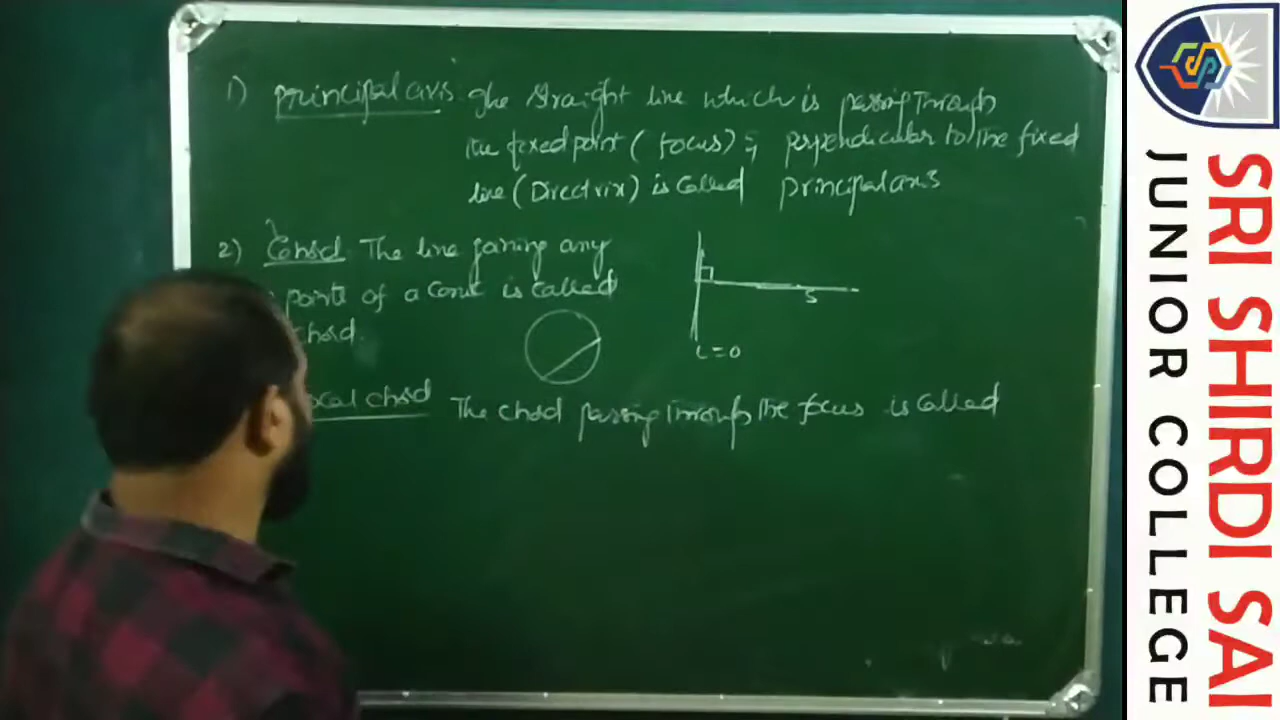 1) principal axis The straight line which is passing through
the fixed point (focus) & perpendicular to the fixed
line (Directrix) is called principal axis
2) Chord The line joining any
points of a conic is called
chord.
S
L=0
ocal chord The chord passing through the focus is called
SRI SHIRDI SAI
JUNIOR COLLEGE